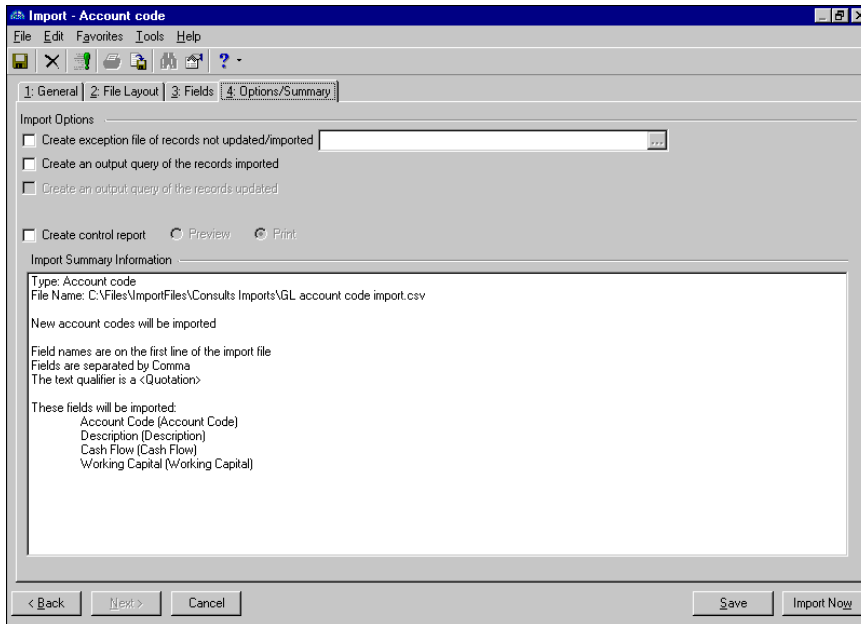 Import - Account code
File Edit Favorites Tools Help
1: General 2: File Layout 3: Fields 4: Options/Summary
Import Options
Create exception file of records not updated/imported ...
Create an output query of the records imported
Create an output query of the records updated
Create control report Preview Print
Import Summary Information
Type: Account code
File Name: C:\Files\ImportFiles\Consults Imports\GL account code import.csv
New account codes will be imported
Field names are on the first line of the import file
Fields are separated by Comma
The text qualifier is a <Quotation>
These fields will be imported:
Account Code (Account Code)
Description (Description)
Cash Flow (Cash Flow)
Working Capital (Working Capital)
< Back Next > Cancel Save Import Now